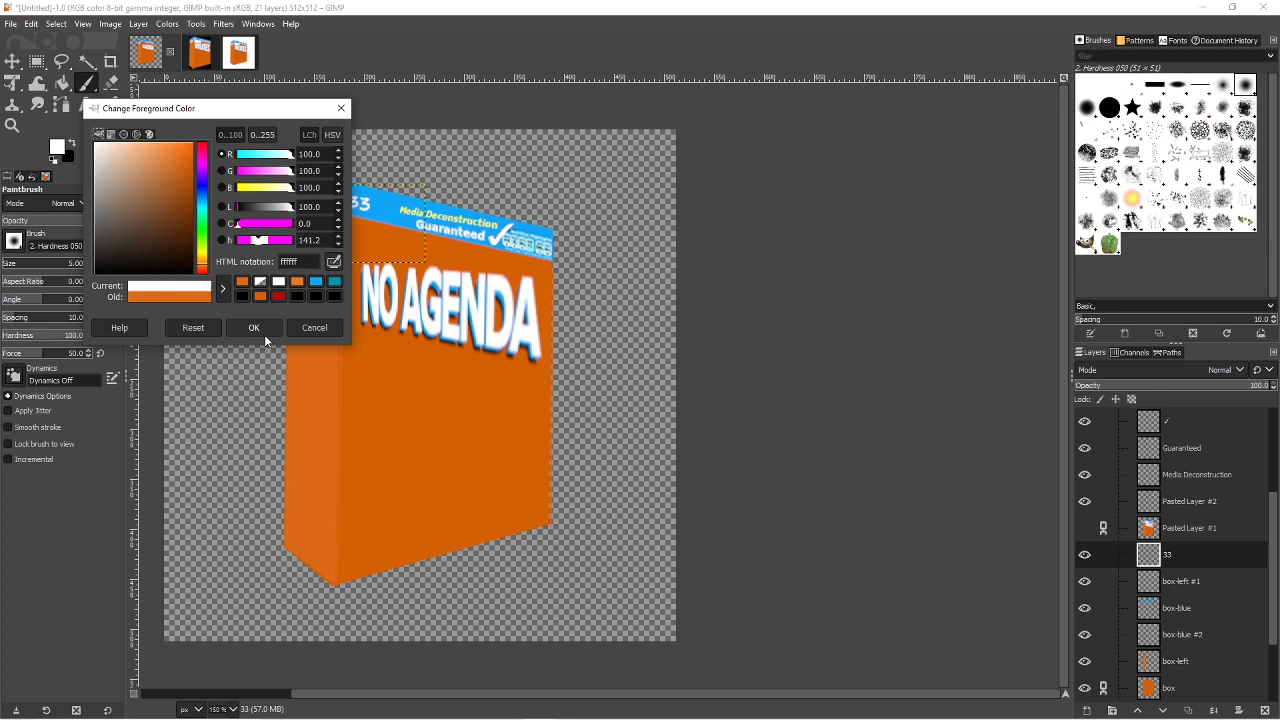 *[Untitled]-1.0 (RGB color 8-bit gamma integer, GIMP built-in sRGB, 21 layers) 512x512 – GIMP
File Edit Select View Image Layer Colors Tools Filters Windows Help
Brushes Patterns Fonts Document History
filter
2. Hardness 050 (51 × 51)
Change Foreground Color
0..100 0..255 LCh HSV
R 100.0
G 100.0
B 100.0
L 100.0
C 0.0
h 141.2
HTML notation: ffffff
Current:
Old:
Help Reset OK Cancel
Paintbrush
Mode Normal
Opacity
Brush
2. Hardness 050
Size 5.00
Aspect Ratio 0.00
Angle 0.00
Spacing 10.0
Hardness 100.0
Force 50.0
Dynamics
Dynamics Off
Dynamics Options
Apply Jitter
Smooth stroke
Lock brush to view
Incremental
33
Media Deconstruction
Guaranteed
NO AGENDA
Basic,
Spacing 10.0
Layers Channels Paths
Mode Normal
Opacity 100.0
Lock:
✓
Guaranteed
Media Deconstruction
Pasted Layer #2
Pasted Layer #1
33
box-left #1
box-blue
box-blue #2
box-left
box
px 150 % 33 (57.0 MB)